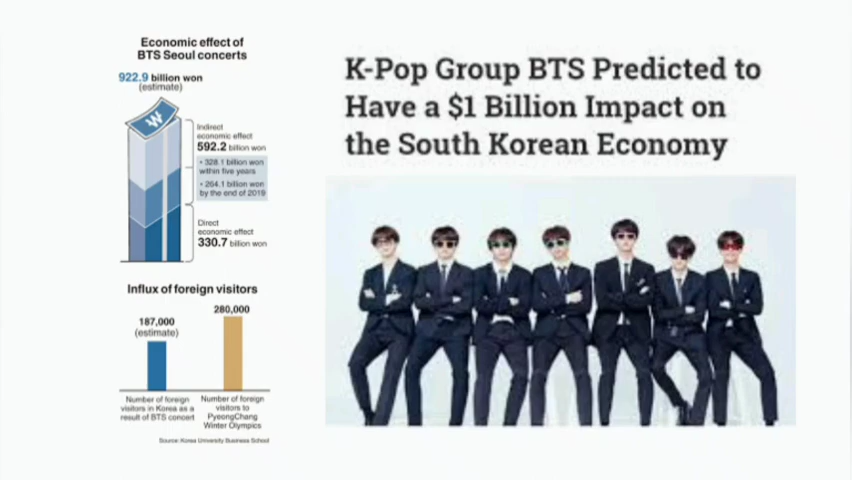 Economic effect of
BTS Seoul concerts
922.9 billion won
(estimate)
₩
Indirect
economic effect
592.2 billion won
• 328.1 billion won
within five years
• 264.1 billion won
by the end of 2019
Direct
economic effect
330.7 billion won
Influx of foreign visitors
187,000
(estimate)
280,000
Number of foreign
visitors in Korea as a
result of BTS concert
Number of foreign
visitors to
PyeongChang
Winter Olympics
Source: Korea University Business School
K-Pop Group BTS Predicted to
Have a $1 Billion Impact on
the South Korean Economy